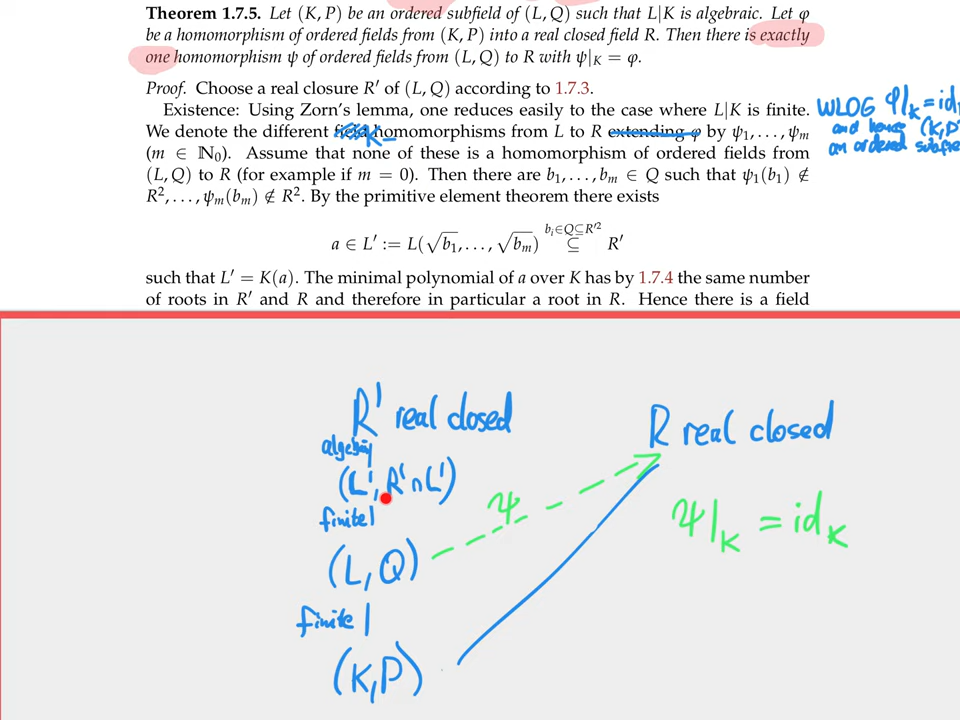 Theorem 1.7.5. Let (K, P) be an ordered subfield of (L, Q) such that L|K is algebraic. Let φ
be a homomorphism of ordered fields from (K, P) into a real closed field R. Then there is exactly
one homomorphism ψ of ordered fields from (L, Q) to R with ψ|K = φ.
Proof. Choose a real closure R′ of (L, Q) according to 1.7.3.
Existence: Using Zorn's lemma, one reduces easily to the case where L|K is finite.
WLOG φ|K = id
We denote the different field K-homomorphisms from L to R extending φ by ψ1, . . . , ψm
and hence (K,P
(m ∈ ℕ0). Assume that none of these is a homomorphism of ordered fields from
an ordered subfie
(L, Q) to R (for example if m = 0). Then there are b1, . . . , bm ∈ Q such that ψ1(b1) ∉
R², . . . , ψm(bm) ∉ R². By the primitive element theorem there exists
a ∈ L′ := L(√b1, . . . , √bm) bi∈Q⊆R′² ⊆ R′
such that L′ = K(a). The minimal polynomial of a over K has by 1.7.4 the same number
of roots in R′ and R and therefore in particular a root in R. Hence there is a field
R' real closed
R real closed
(L', R'∩L')
ψ
ψ|K = idK
finite |
(L,Q)
finite |
(K,P)